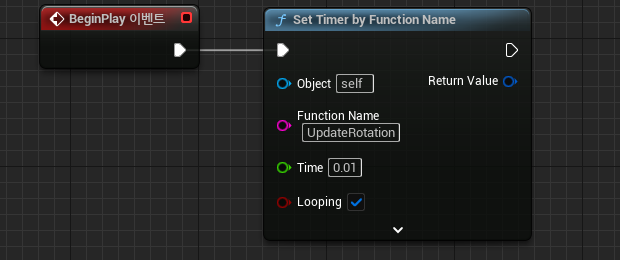 BeginPlay 이벤트
Set Timer by Function Name
Object self
Return Value
Function Name
UpdateRotation
Time 0.01
Looping